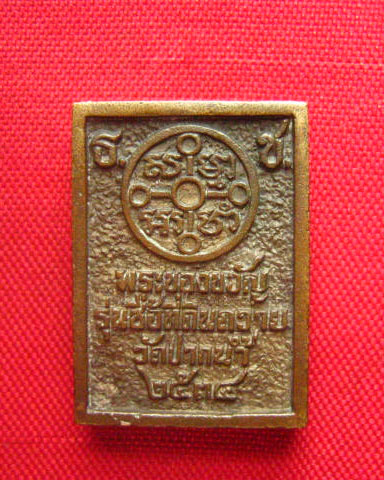 ธ. ช.
พระของขวัญ
รุ่นซื้อที่ดินถวาย
วัดปากน้ำ
๒๕๓๔